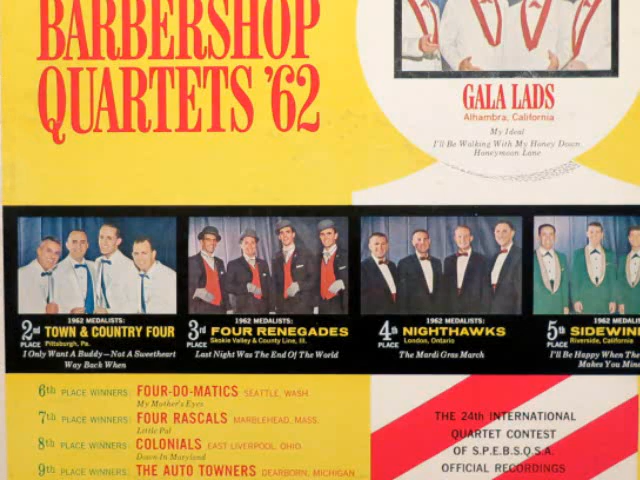 BARBERSHOP
QUARTETS '62
GALA LADS
Alhambra, California
My Ideal
I'll Be Walking With My Honey Down
Honeymoon Lane
1962 MEDALISTS:
2nd PLACE TOWN & COUNTRY FOUR
Pittsburgh, Pa.
I Only Want A Buddy—Not A Sweetheart
Way Back When
1962 MEDALISTS:
3rd PLACE FOUR RENEGADES
Skokie Valley & County Line, Ill.
Last Night Was The End Of The World
1962 MEDALISTS:
4th PLACE NIGHTHAWKS
London, Ontario
The Mardi Gras March
1962 MEDALISTS:
5th PLACE SIDEWIN
Riverside, California
I'll Be Happy When The
Makes You Mine
6th PLACE WINNERS: FOUR-DO-MATICS SEATTLE, WASH.
My Mother's Eyes
7th PLACE WINNERS: FOUR RASCALS MARBLEHEAD, MASS.
Little Pal
8th PLACE WINNERS: COLONIALS EAST LIVERPOOL, OHIO
Down In Maryland
9th PLACE WINNERS: THE AUTO TOWNERS DEARBORN, MICHIGAN
THE 24th INTERNATIONAL
QUARTET CONTEST
OF S.P.E.B.S.Q.S.A.
OFFICIAL RECORDINGS